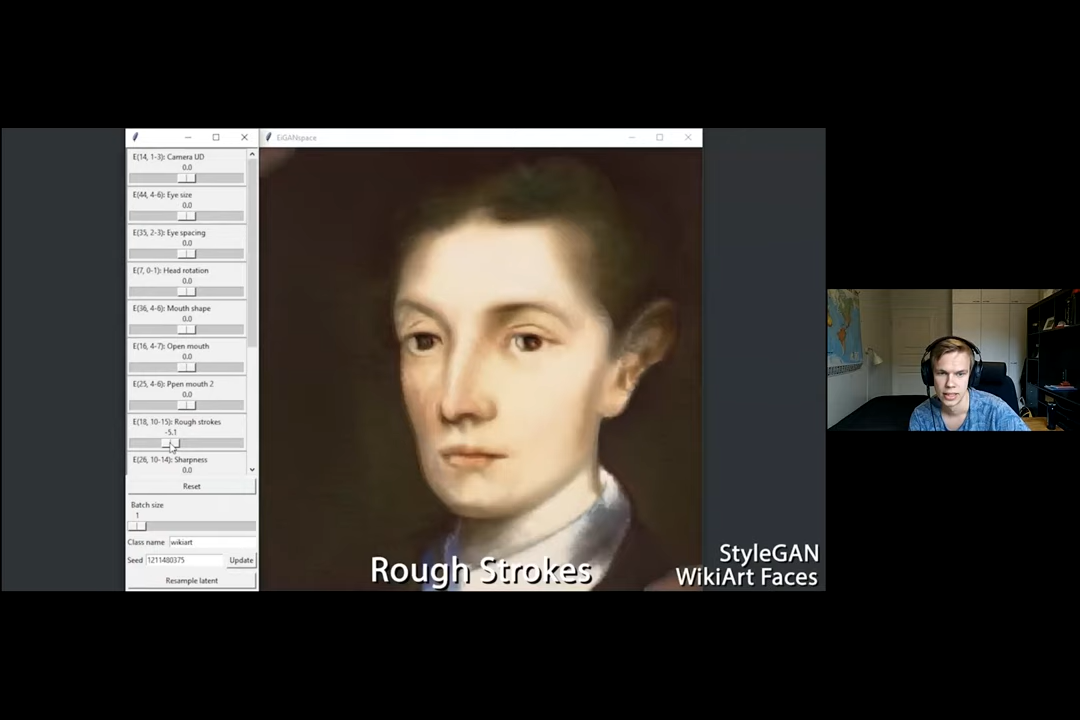 EiGANspace
E(14, 1-3): Camera UD
0.0
E(44, 4-6): Eye size
0.0
E(35, 2-3): Eye spacing
0.0
E(7, 0-1): Head rotation
0.0
E(36, 4-6): Mouth shape
0.0
E(16, 4-7): Open mouth
0.0
E(25, 4-6): Ppen mouth 2
0.0
E(18, 10-15): Rough strokes
-5.1
E(26, 10-14): Sharpness
0.0
Reset
Batch size
1
Class name wikiart
Seed 1211480375 Update
Resample latent
Rough Strokes
StyleGAN
WikiArt Faces